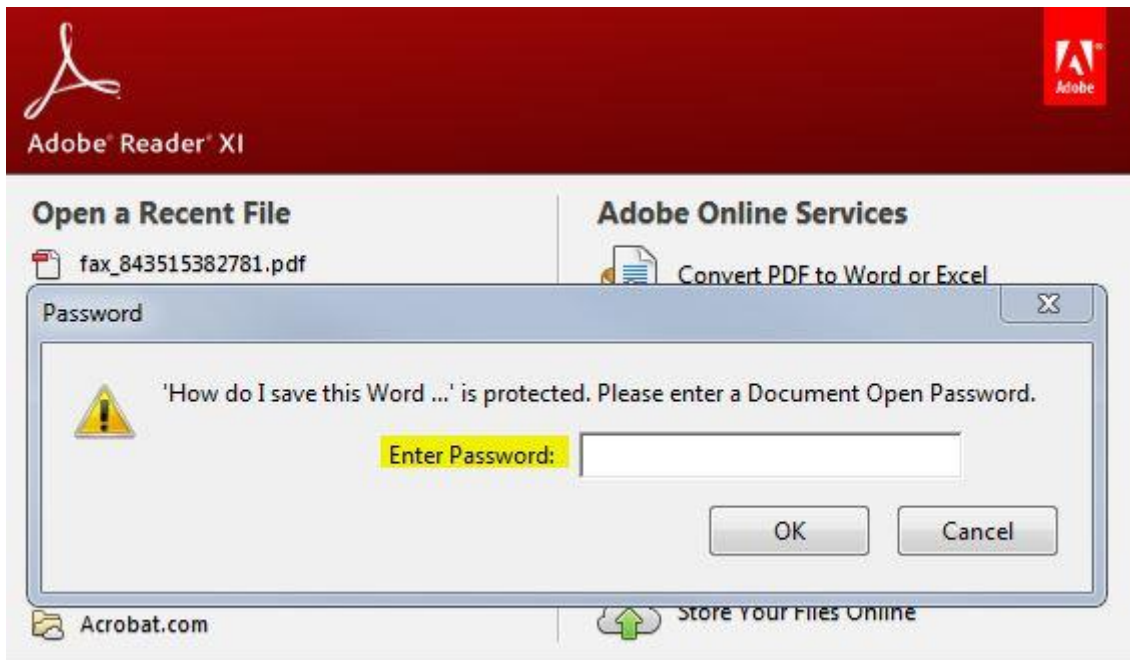 Adobe
Adobe® Reader® XI
Open a Recent File
Adobe Online Services
fax_843515382781.pdf
Convert PDF to Word or Excel
Password
'How do I save this Word ...' is protected. Please enter a Document Open Password.
Enter Password:
OK
Cancel
Acrobat.com
Store Your Files Online